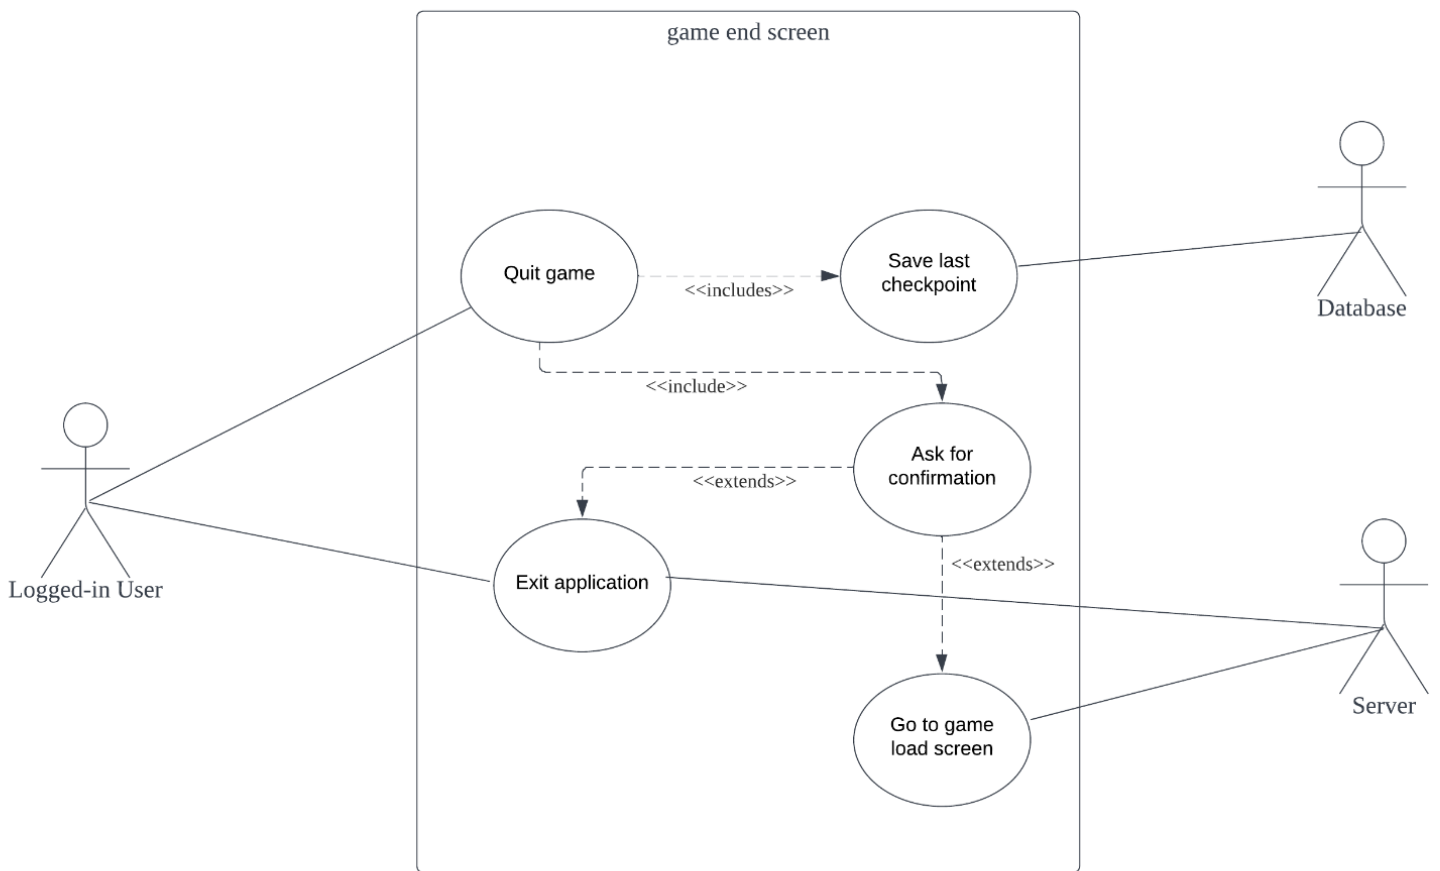 game end screen
Quit game
<<includes>>
Save last
checkpoint
Database
<<include>>
Ask for
confirmation
<<extends>>
Logged-in User
Exit application
<<extends>>
Go to game
load screen
Server